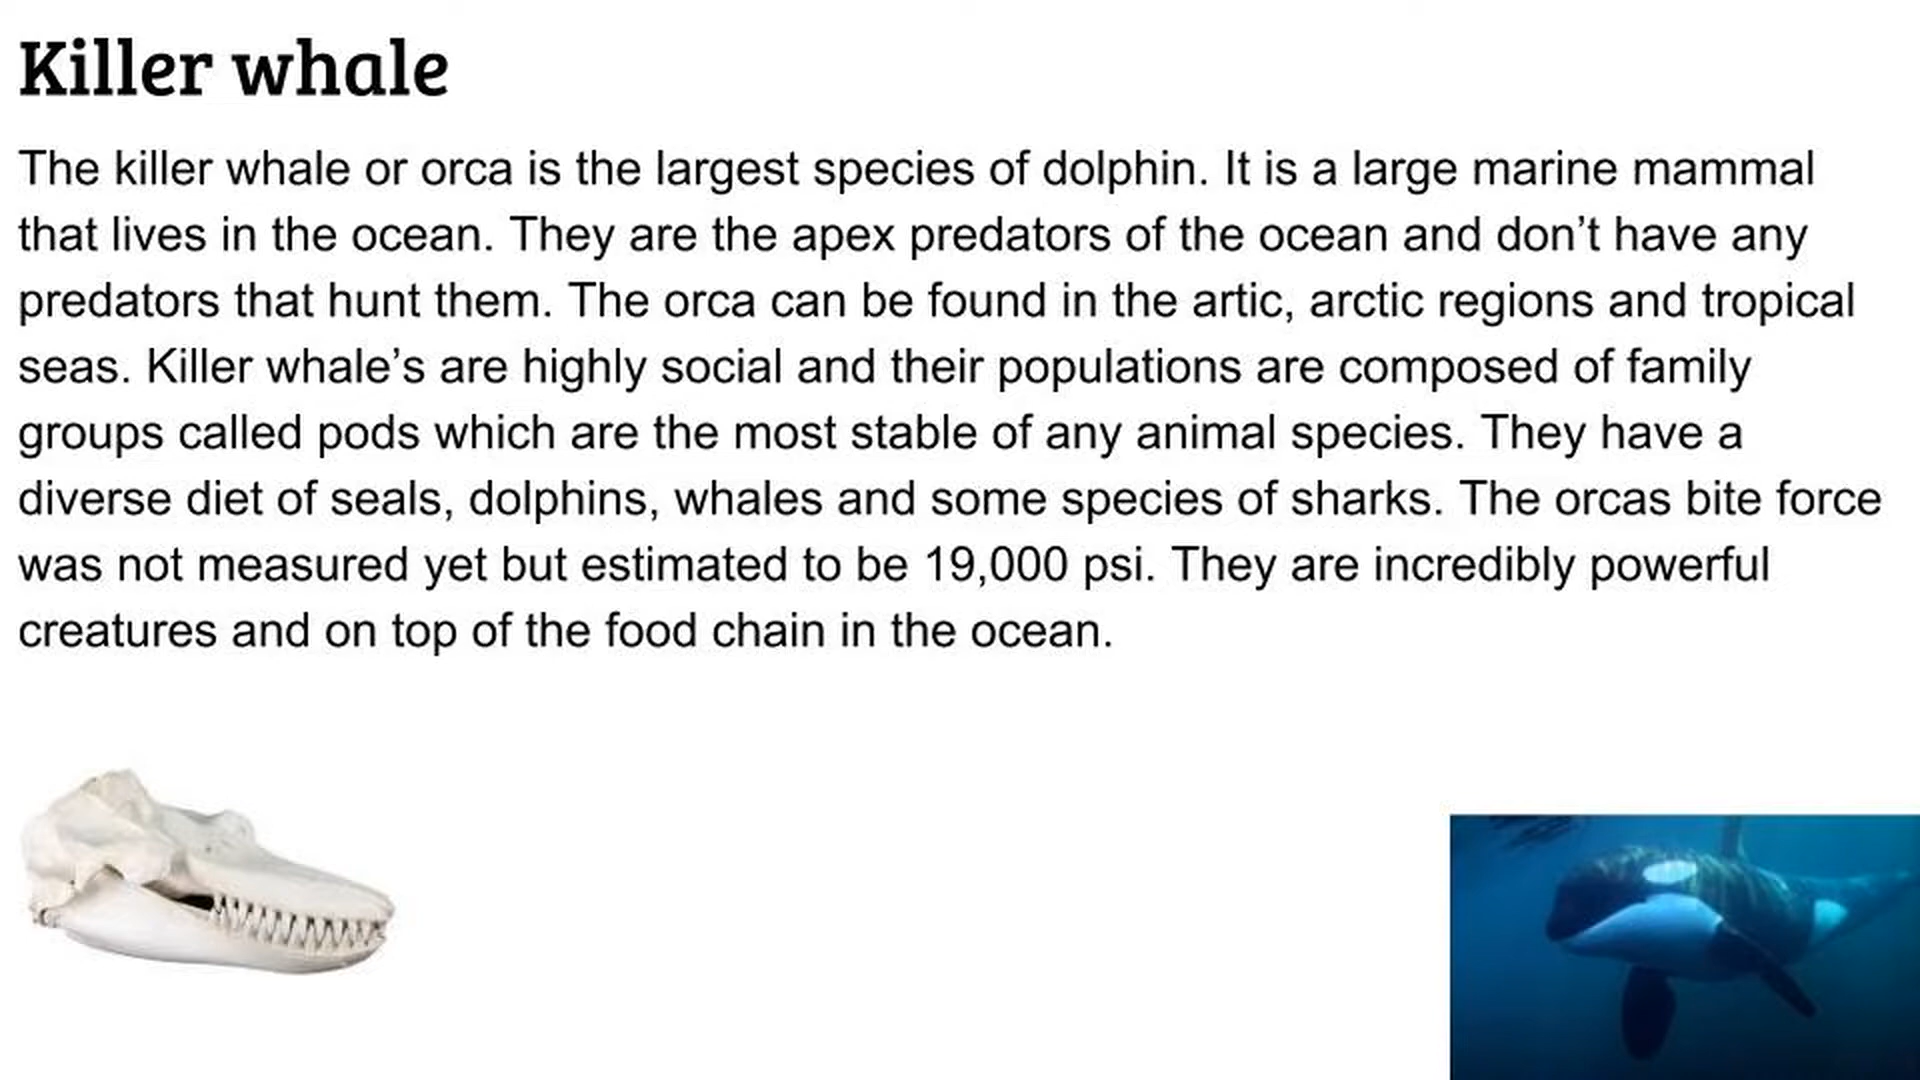 Killer whale
The killer whale or orca is the largest species of dolphin. It is a large marine mammal
that lives in the ocean. They are the apex predators of the ocean and don’t have any
predators that hunt them. The orca can be found in the artic, arctic regions and tropical
seas. Killer whale’s are highly social and their populations are composed of family
groups called pods which are the most stable of any animal species. They have a
diverse diet of seals, dolphins, whales and some species of sharks. The orcas bite force
was not measured yet but estimated to be 19,000 psi. They are incredibly powerful
creatures and on top of the food chain in the ocean.